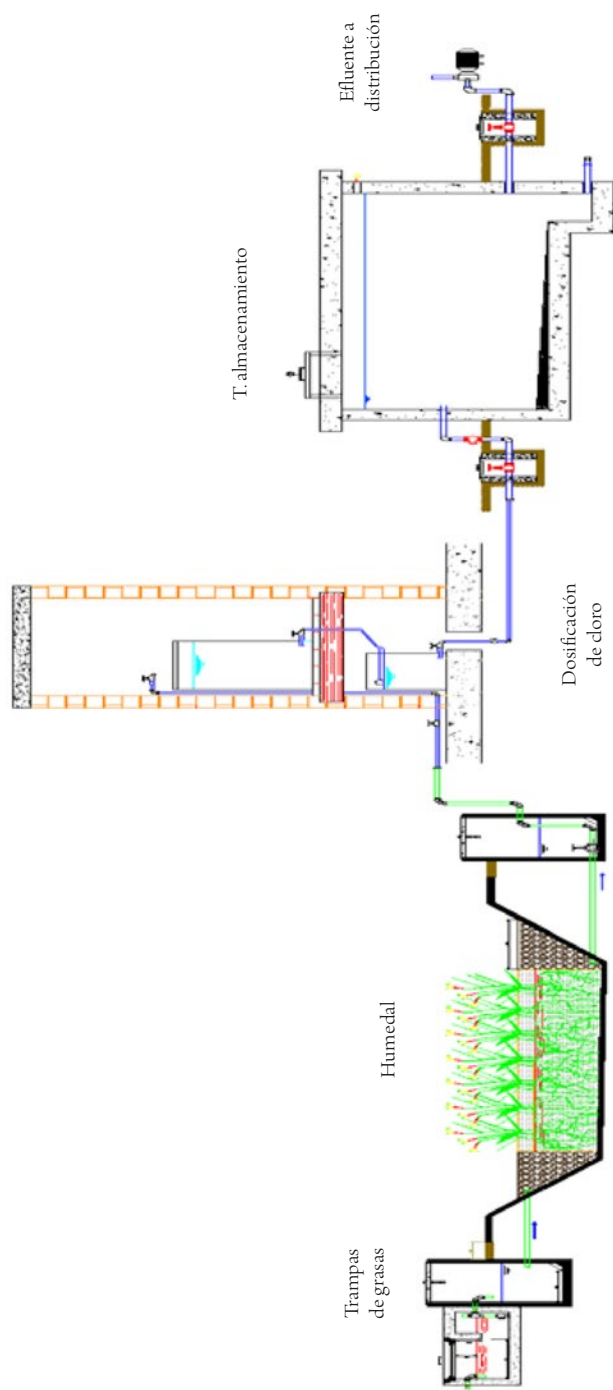 Trampas
de grasas
Humedal
Dosificación
de cloro
T. almacenamiento
Efluente a
distribución